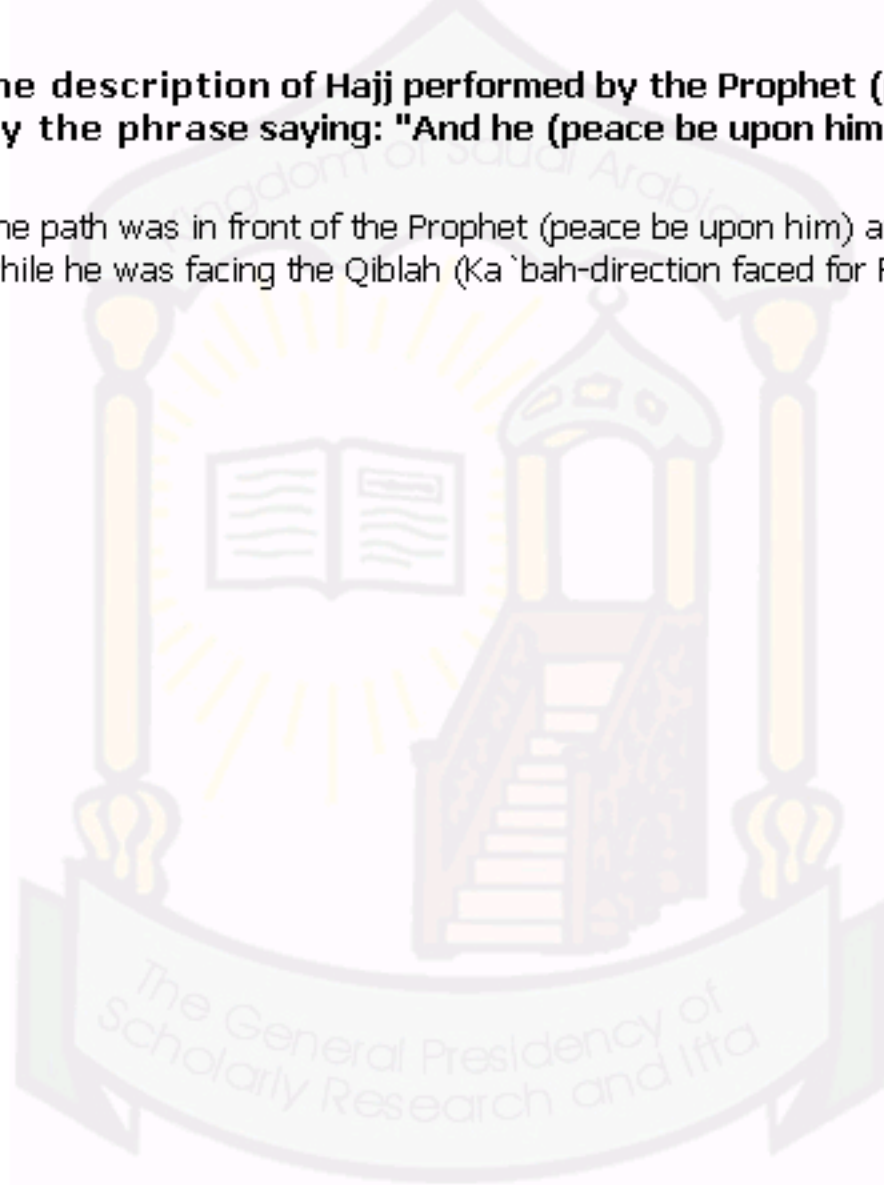 he description of Hajj performed by the Prophet (
y the phrase saying: "And he (peace be upon him
Kingdom of Saudi Arabia
he path was in front of the Prophet (peace be upon him) a
hile he was facing the Qiblah (Ka`bah-direction faced for
The General Presidency of
Scholarly Research and Ifta